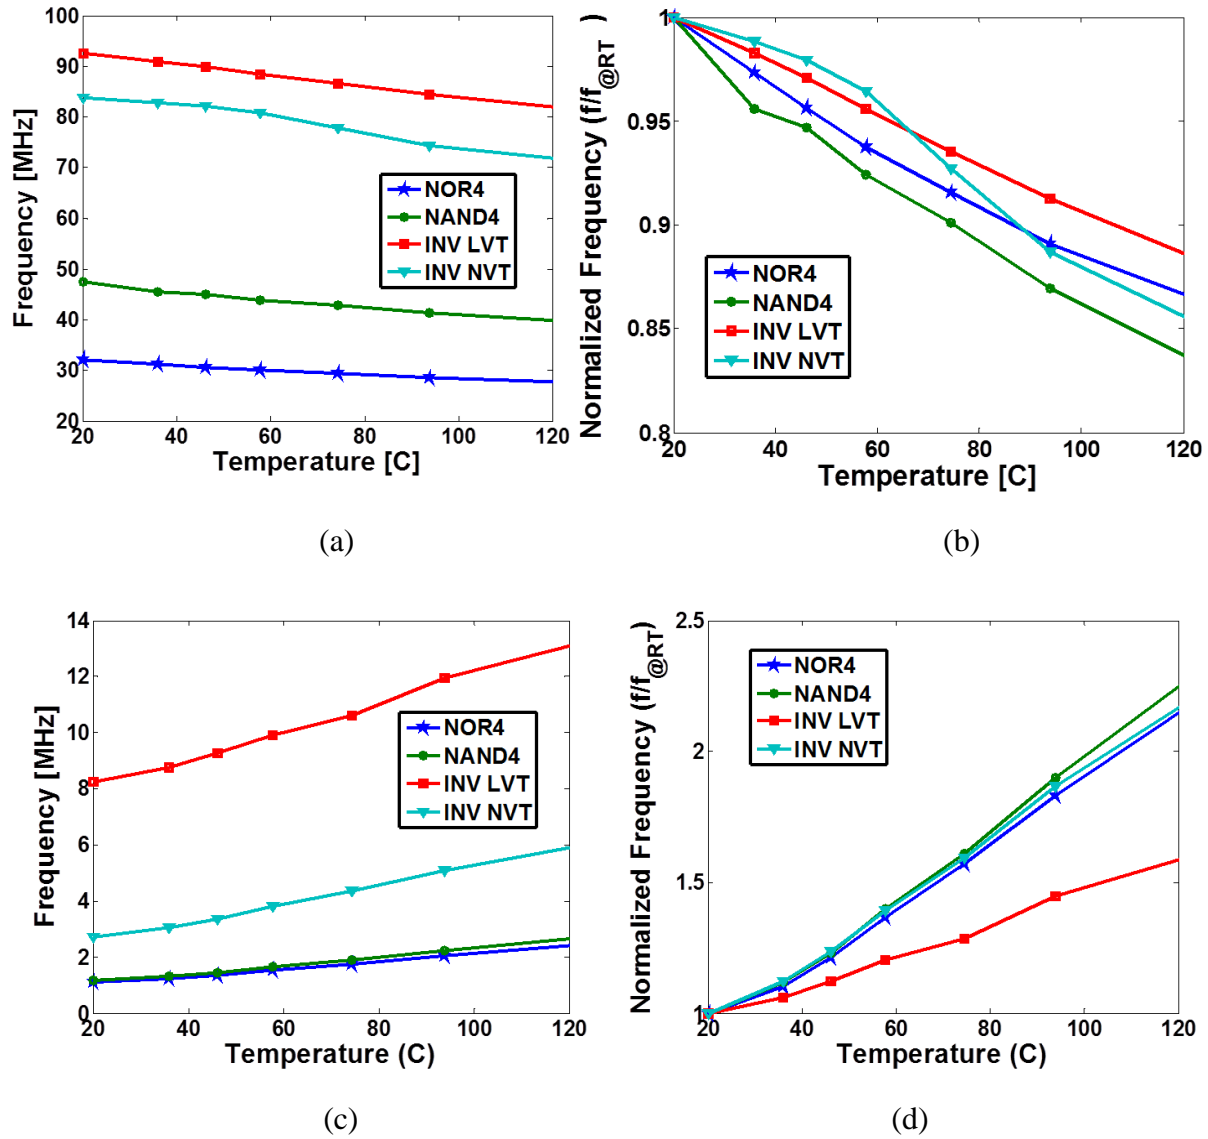 100
90
80
70
60
50
40
30
20
20
40
60
80
100
120
Frequency [MHz]
Temperature [C]
NOR4
NAND4
INV LVT
INV NVT
(a)
1
0.95
0.9
0.85
0.8
20
40
60
80
100
120
Normalized Frequency (f/f@RT )
Temperature [C]
NOR4
NAND4
INV LVT
INV NVT
(b)
14
12
10
8
6
4
2
0
20
40
60
80
100
120
Frequency [MHz]
Temperature (C)
NOR4
NAND4
INV LVT
INV NVT
(c)
2.5
2
1.5
1
20
40
60
80
100
120
Normalized Frequency (f/f@RT)
Temperature (C)
NOR4
NAND4
INV LVT
INV NVT
(d)